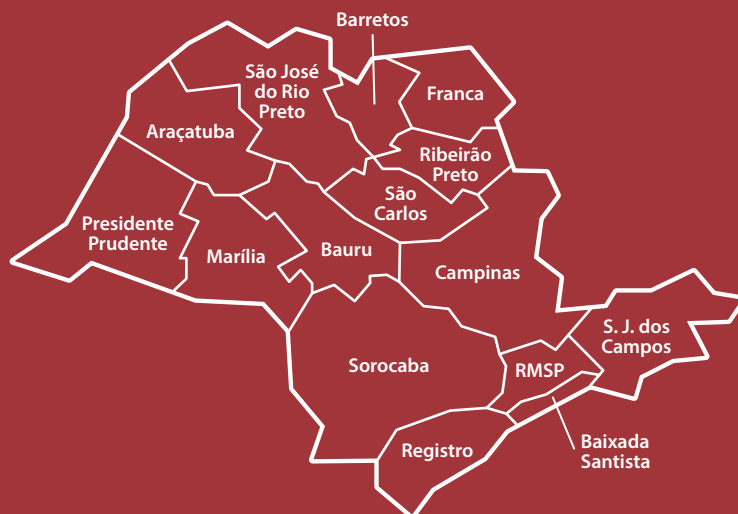 Barretos
São José
do Rio
Preto
Franca
Araçatuba
Ribeirão
Preto
São
Carlos
Presidente
Prudente
Marília
Bauru
Campinas
S. J. dos
Campos
Sorocaba
RMSP
Registro
Baixada
Santista